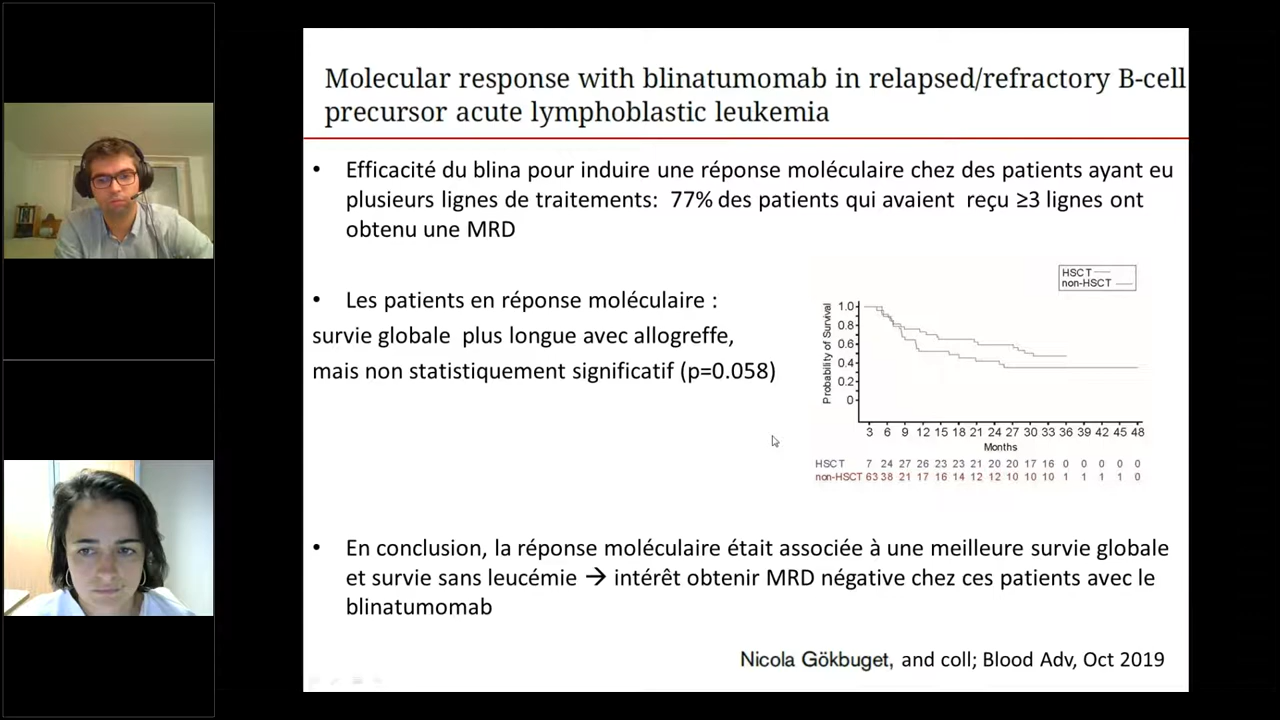 Molecular response with blinatumomab in relapsed/refractory B-cell
precursor acute lymphoblastic leukemia
• Efficacité du blina pour induire une réponse moléculaire chez des patients ayant eu
plusieurs lignes de traitements: 77% des patients qui avaient reçu ≥3 lignes ont
obtenu une MRD
• Les patients en réponse moléculaire :
survie globale plus longue avec allogreffe,
mais non statistiquement significatif (p=0.058)
HSCT
non-HSCT
Probability of Survival
1.0
0.8
0.6
0.4
0.2
0
3 6 9 12 15 18 21 24 27 30 33 36 39 42 45 48
Months
HSCT 7 24 27 26 23 23 21 20 20 17 16 0 0 0 0 0
non-HSCT 63 38 21 17 16 14 12 12 10 10 10 1 1 1 1 0
• En conclusion, la réponse moléculaire était associée à une meilleure survie globale
et survie sans leucémie → intérêt obtenir MRD négative chez ces patients avec le
blinatumomab
Nicola Gökbuget, and coll; Blood Adv, Oct 2019